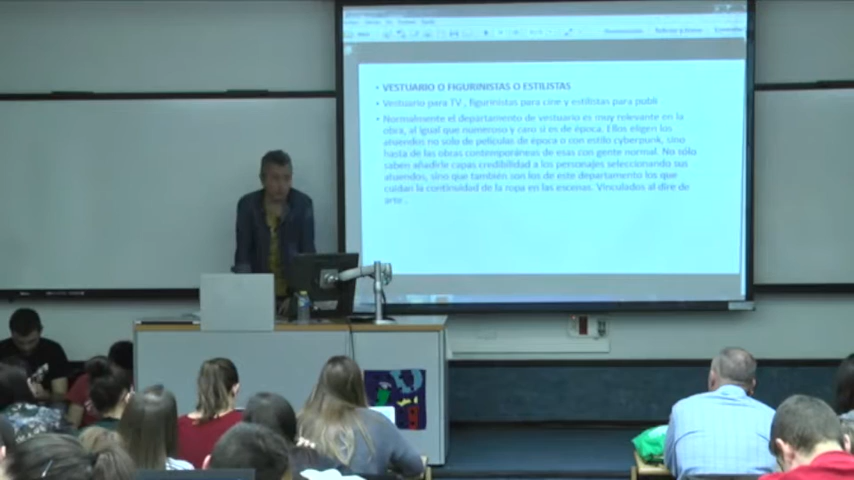 VESTUARIO O FIGURINISTAS O ESTILISTAS
Vestuario para TV , figurinistas para cine y estilistas para publi
Normalmente el departamento de vestuario es muy relevante en la
obra, al igual que numeroso y caro si es de época. Ellos eligen los
atuendos no sólo de películas de época o con estilo cyberpunk, sino
hasta de las obras contemporáneas de esas con gente normal. No sólo
saben añadirle capas credibilidad a los personajes seleccionando sus
atuendos, sino que también son los de este departamento los que
cuidan la continuidad de la ropa en las escenas. Vinculados al dire de
arte .